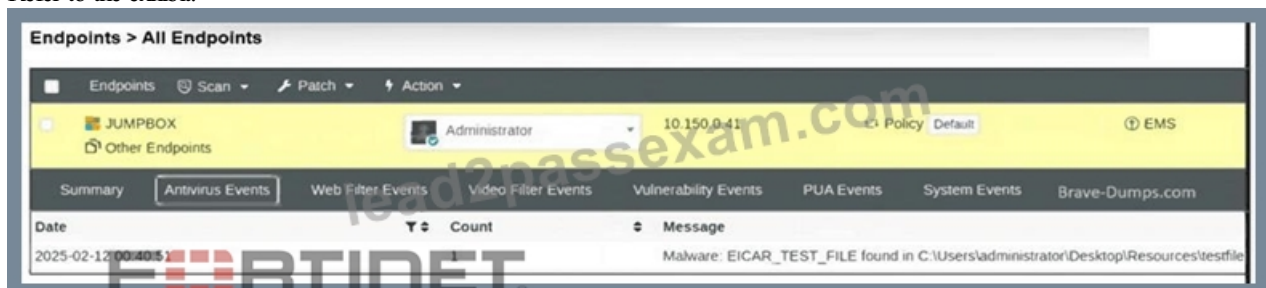 Endpoints > All Endpoints
Endpoints Scan Patch Action
JUMPBOX Administrator 10.150.0.41 Policy Default EMS
Other Endpoints
lead2passexam.com
Summary Antivirus Events Web Filter Events Video Filter Events Vulnerability Events PUA Events System Events Brave-Dumps.com
Date Count Message
2025-02-12 00:40:51 1 Malware: EICAR_TEST_FILE found in C:\Users\administrator\Desktop\Resources\testfile
FORTINET